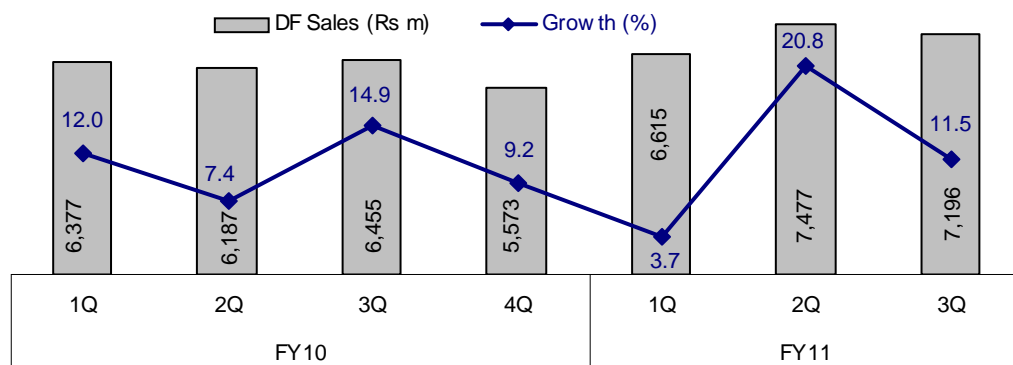 DF Sales (Rs m) Growth (%)
12.0 7.4 14.9 9.2 3.7 20.8 11.5
6,377 6,187 6,455 5,573 6,615 7,477 7,196
1Q 2Q 3Q 4Q 1Q 2Q 3Q
FY10 FY11